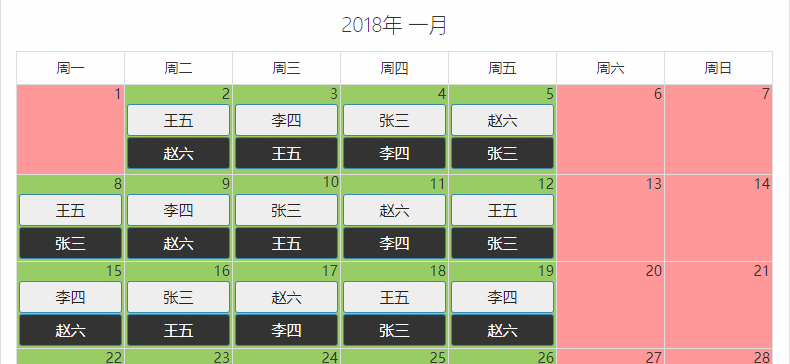 2018年 一月
周一 周二 周三 周四 周五 周六 周日
1 2 3 4 5 6 7
王五 李四 张三 赵六
赵六 王五 李四 张三
8 9 10 11 12 13 14
王五 李四 张三 赵六 王五
张三 赵六 王五 李四 张三
15 16 17 18 19 20 21
李四 张三 赵六 王五 李四
赵六 王五 李四 张三 赵六
22 23 24 25 26 27 28